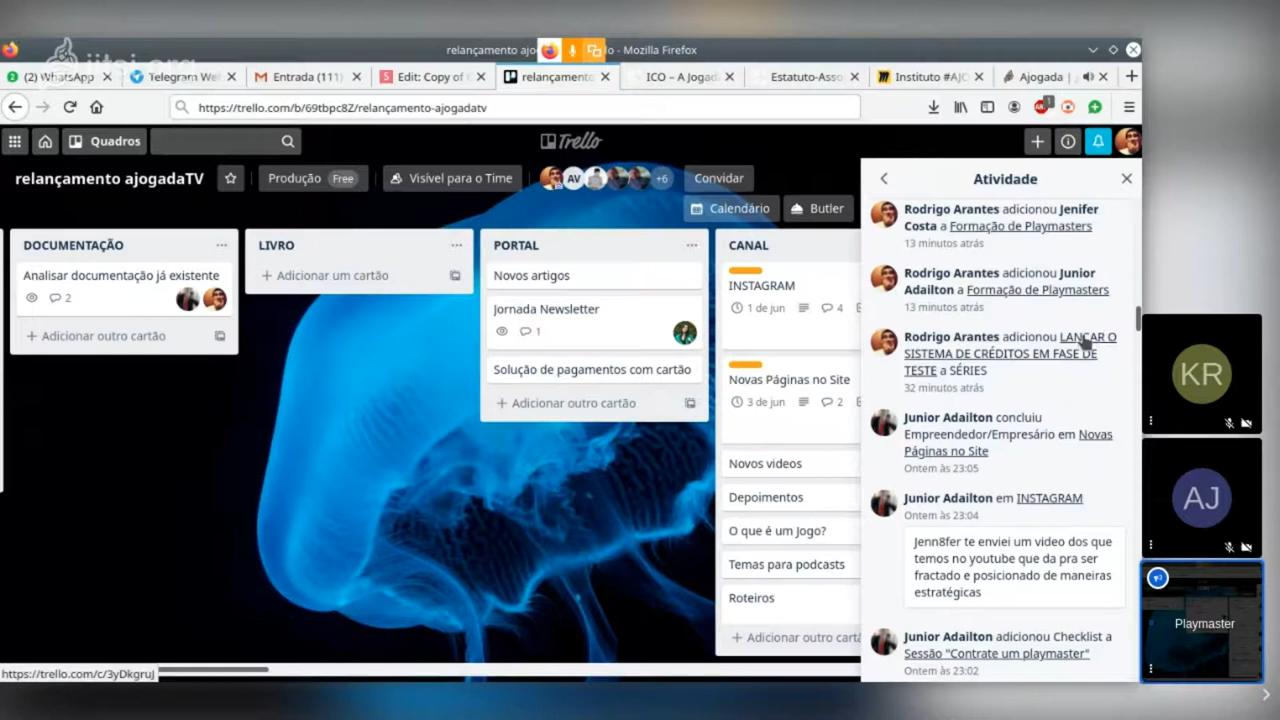 jitsi.org
relançamento ajo
lo - Mozilla Firefox
(2) WhatsApp
Telegram We
Entrada (111)
Edit: Copy of
relançamento
ICO – A Jogad
Estatuto-Asso
Instituto #AJO
Ajogada |
https://trello.com/b/69tbpc8Z/relançamento-ajogadatv
1
Quadros
Trello
relançamento ajogadaTV
Produção Free
Visível para o Time
AV
+6
Convidar
Calendário
Butler
DOCUMENTAÇÃO
Analisar documentação já existente
2
+ Adicionar outro cartão
LIVRO
+ Adicionar um cartão
PORTAL
Novos artigos
Jornada Newsletter
1
Solução de pagamentos com cartão
+ Adicionar outro cartão
CANAL
INSTAGRAM
1 de jun
4
Novas Páginas no Site
3 de jun
2
Novos videos
Depoimentos
O que é um Jogo?
Temas para podcasts
Roteiros
+ Adicionar outro cartã
Atividade
Rodrigo Arantes adicionou Jenifer
Costa a Formação de Playmasters
13 minutos atrás
Rodrigo Arantes adicionou Junior
Adailton a Formação de Playmasters
13 minutos atrás
Rodrigo Arantes adicionou LANÇAR O
SISTEMA DE CRÉDITOS EM FASE DE
TESTE a SÉRIES
32 minutos atrás
Junior Adailton concluiu
Empreendedor/Empresário em Novas
Páginas no Site
Ontem às 23:05
Junior Adailton em INSTAGRAM
Ontem às 23:04
Jenn8fer te enviei um video dos que
temos no youtube que da pra ser
fractado e posicionado de maneiras
estratégicas
Junior Adailton adicionou Checklist a
Sessão "Contrate um playmaster"
Ontem às 23:02
https://trello.com/c/3yDkgruJ
KR
AJ
Playmaster